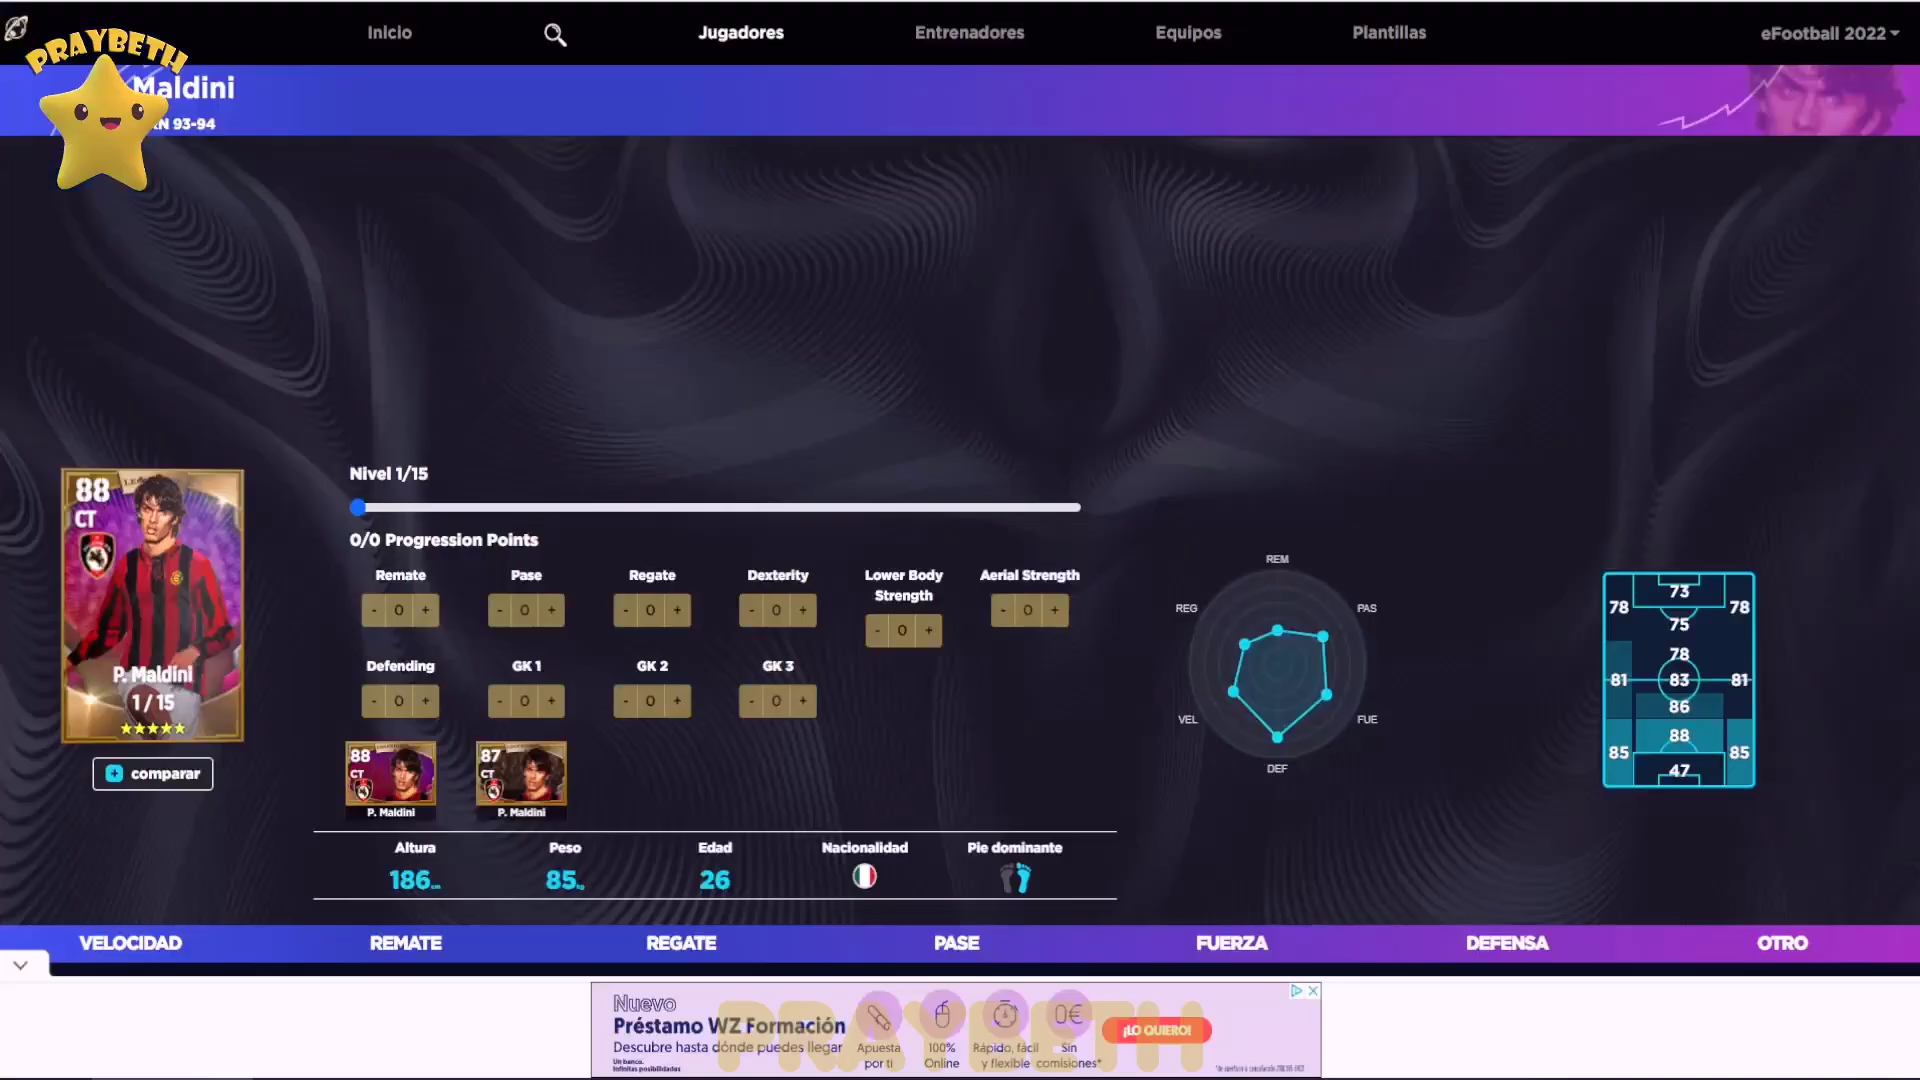 Inicio
Jugadores
Entrenadores
Equipos
Plantillas
eFootball 2022
PRAYBETH
Maldini
93-94
Nivel 1/15
0/0 Progression Points
Remate
Pase
Regate
Dexterity
Lower Body
Strength
Aerial Strength
- 0 +
- 0 +
- 0 +
- 0 +
- 0 +
- 0 +
Defending
GK 1
GK 2
GK 3
- 0 +
- 0 +
- 0 +
- 0 +
88
CT
P. Maldini
1 / 15
comparar
88
CT
P. Maldini
87
CT
P. Maldini
Altura
Peso
Edad
Nacionalidad
Pie dominante
186
85
26
REM
REG
PAS
VEL
FUE
DEF
73
78
78
75
78
81
83
81
86
88
85
85
47
VELOCIDAD
REMATE
REGATE
PASE
FUERZA
DEFENSA
OTRO
Nuevo
Préstamo WZ Formación
Descubre hasta dónde puedes llegar
Un banco.
Infinitas posibilidades
Apuesta
por ti
100%
Online
Rápido, fácil
y flexible
0€
Sin
comisiones*
¡LO QUIERO!
PRAYBETH